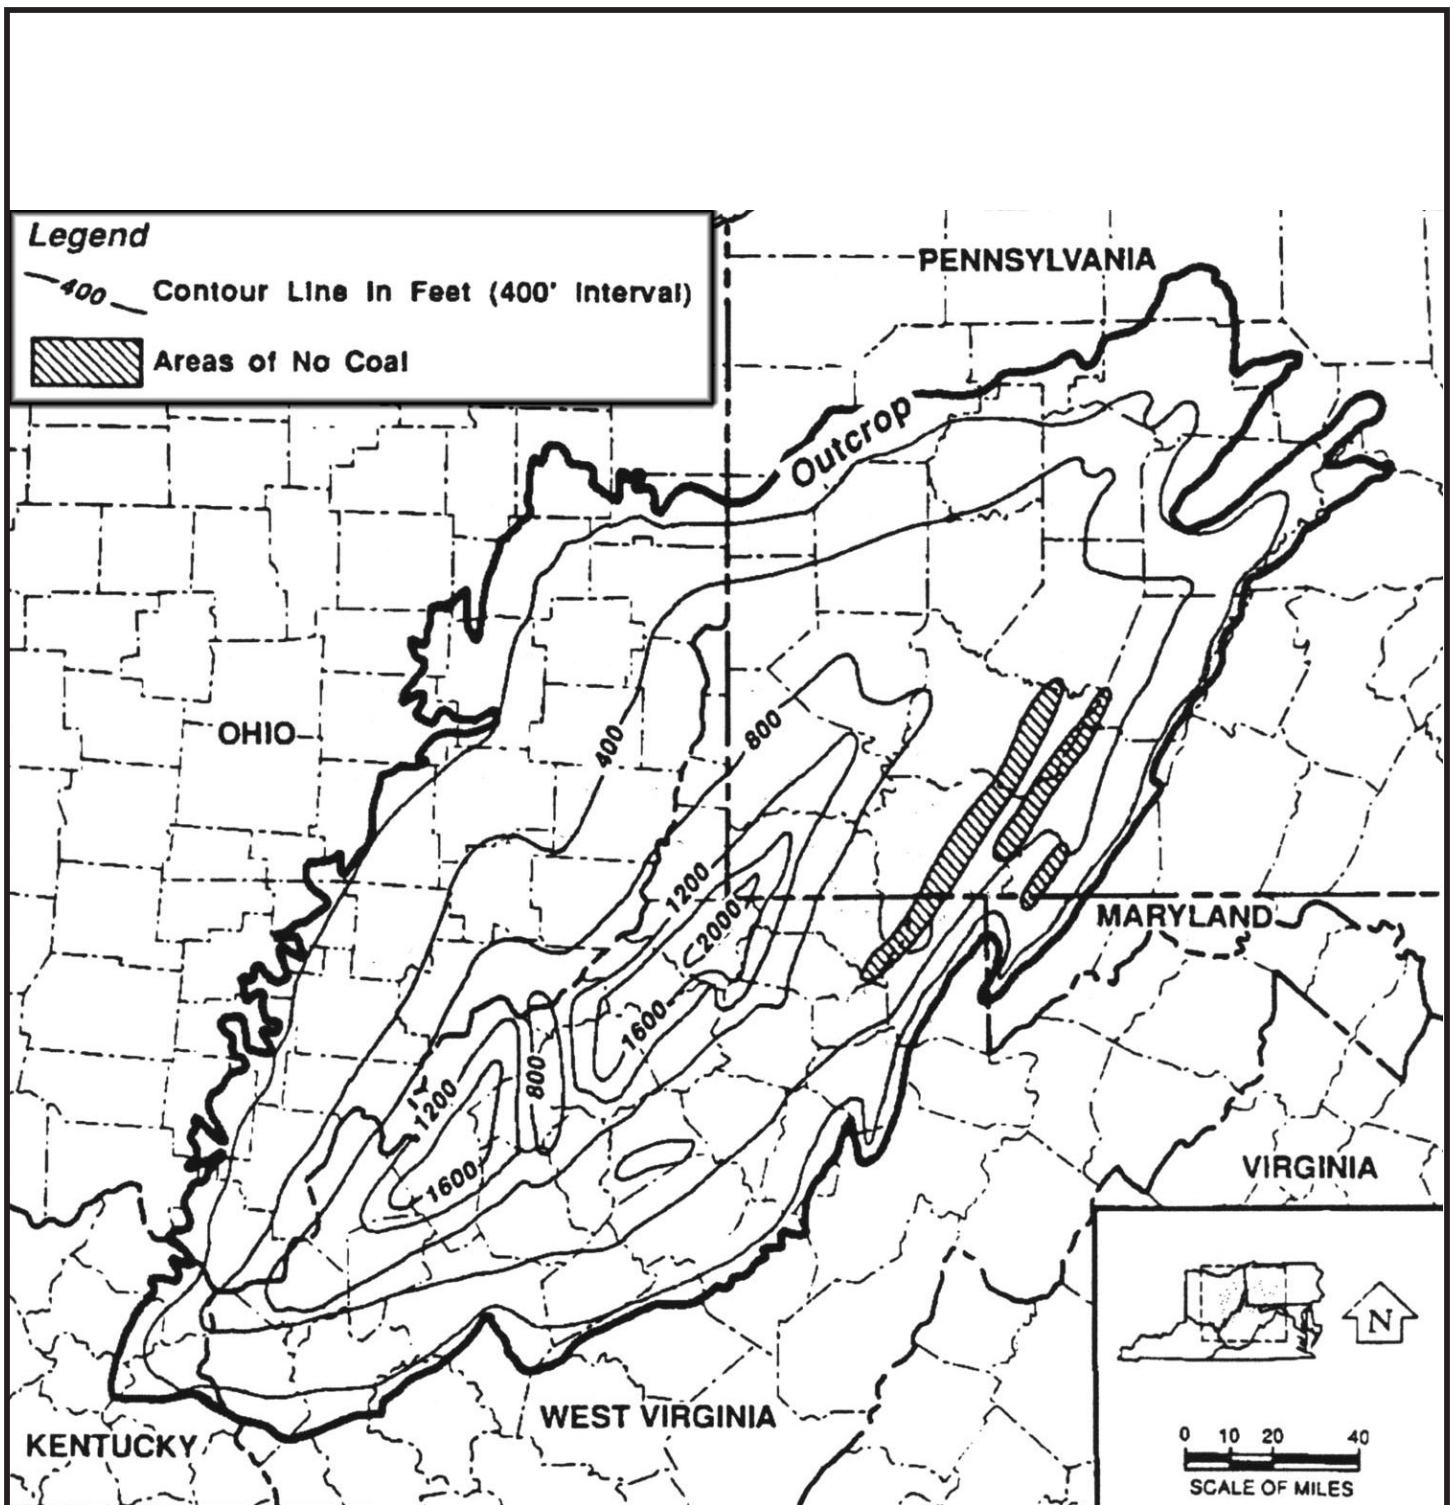 Legend
400 Contour Line In Feet (400' Interval)
Areas of No Coal
PENNSYLVANIA
Outcrop
OHIO
400
800
1200
2000
1600
MARYLAND
800
1200
1600
VIRGINIA
WEST VIRGINIA
KENTUCKY
N
0 10 20 40
SCALE OF MILES